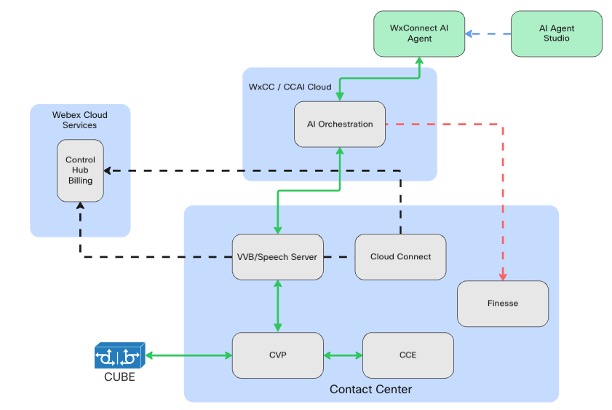 WxConnect AI
Agent
AI Agent
Studio
WxCC / CCAI Cloud
AI Orchestration
Webex Cloud
Services
Control
Hub
Billing
VVB/Speech Server
Cloud Connect
Finesse
CVP
CCE
CUBE
Contact Center